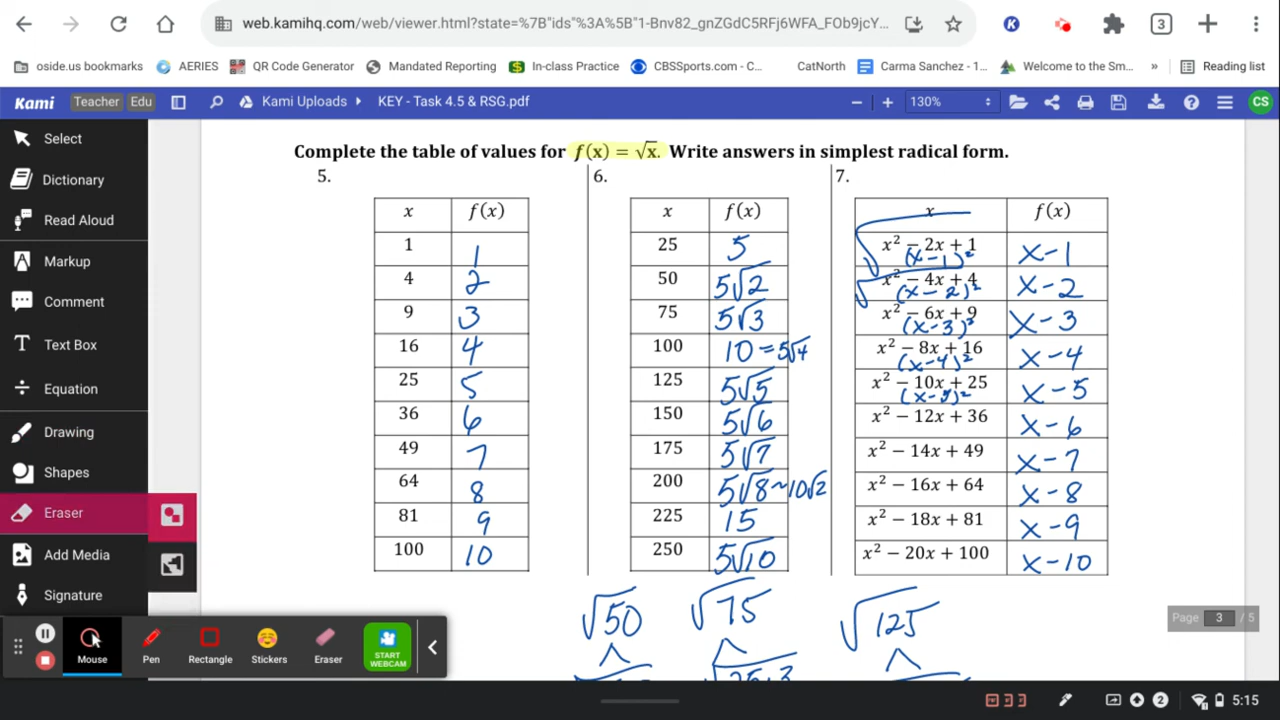 web.kamihq.com/web/viewer.html?state=%7B"ids"%3A%5B"1-Bnv82_gnZGdC5RFj6WFA_FOb9kjcY...
3
oside.us bookmarks AERIES QR Code Generator Mandated Reporting In-class Practice CBSSports.com - C... CatNorth Carma Sanchez - 1... Welcome to the Sm... » Reading list
Kami Teacher Edu Kami Uploads KEY - Task 4.5 & RSG.pdf 130% CS
Select
Dictionary
Read Aloud
Markup
Comment
Text Box
Equation
Drawing
Shapes
Eraser
Add Media
Signature
Complete the table of values for f(x) = √x. Write answers in simplest radical form.
5.
x f(x)
1 1
4 2
9 3
16 4
25 5
36 6
49 7
64 8
81 9
100 10
6.
x f(x)
25 5
50 5√2
75 5√3
100 10 = 5√4
125 5√5
150 5√6
175 5√7
200 5√8 ~ 10√2
225 15
250 5√10
7.
x f(x)
x² − 2x + 1 x-1
(x-1)²
x² − 4x + 4 x-2
(x-2)²
x² − 6x + 9 x-3
(x-3)²
x² − 8x + 16 x-4
(x-4)²
x² − 10x + 25 x-5
(x-5)²
x² − 12x + 36 x-6
x² − 14x + 49 x-7
x² − 16x + 64 x-8
x² − 18x + 81 x-9
x² − 20x + 100 x-10
√50 √75 √125
√25·3
Page 3 / 5
Mouse Pen Rectangle Stickers Eraser START WEBCAM
2 5:15